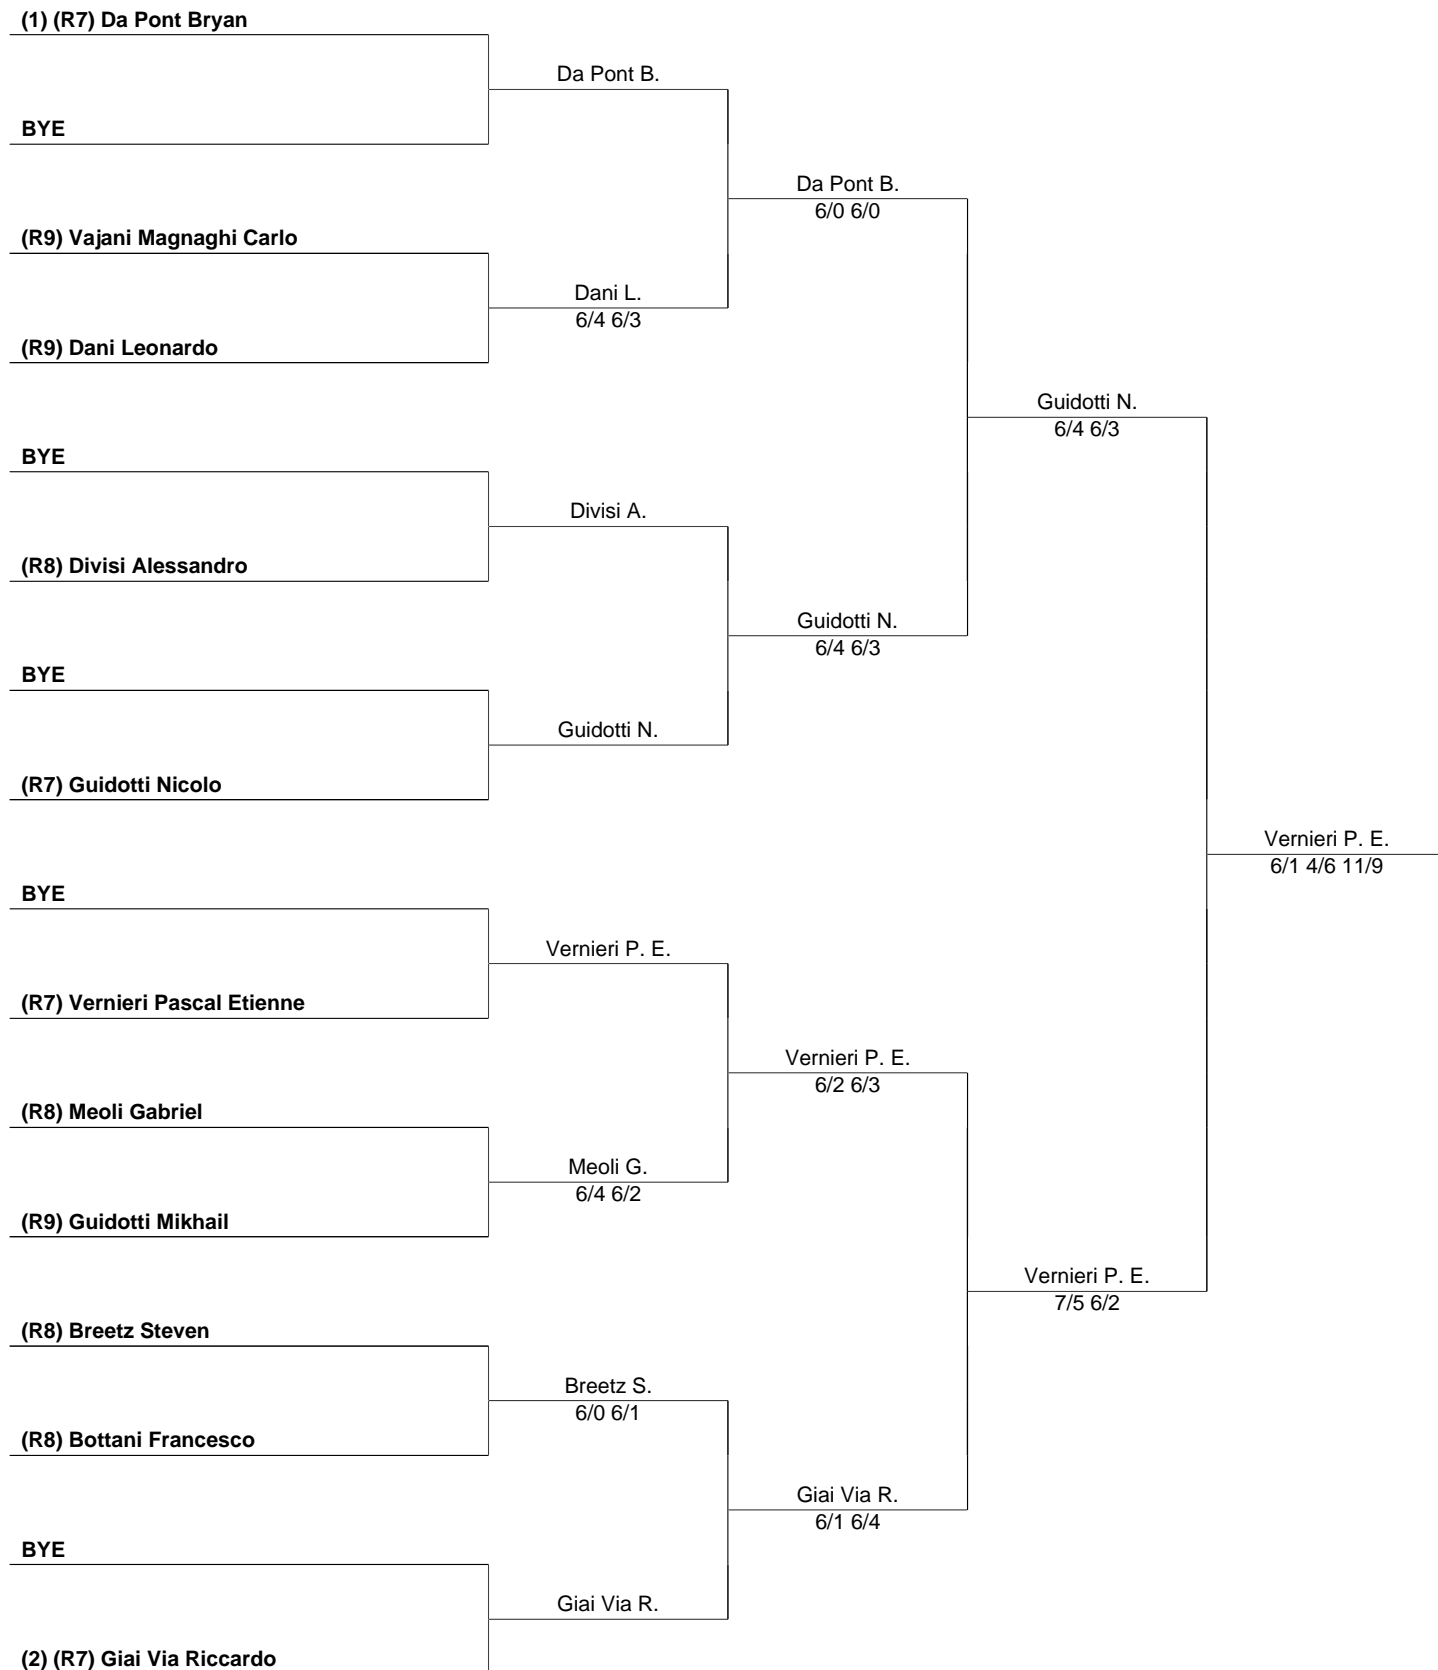 (1) (R7) Da Pont Bryan
Da Pont B.
BYE
Da Pont B.
6/0 6/0
(R9) Vajani Magnaghi Carlo
Dani L.
6/4 6/3
(R9) Dani Leonardo
Guidotti N.
6/4 6/3
BYE
Divisi A.
(R8) Divisi Alessandro
Guidotti N.
6/4 6/3
BYE
Guidotti N.
(R7) Guidotti Nicolo
Vernieri P. E.
6/1 4/6 11/9
BYE
Vernieri P. E.
(R7) Vernieri Pascal Etienne
Vernieri P. E.
6/2 6/3
(R8) Meoli Gabriel
Meoli G.
6/4 6/2
(R9) Guidotti Mikhail
Vernieri P. E.
7/5 6/2
(R8) Breetz Steven
Breetz S.
6/0 6/1
(R8) Bottani Francesco
Giai Via R.
6/1 6/4
BYE
Giai Via R.
(2) (R7) Giai Via Riccardo